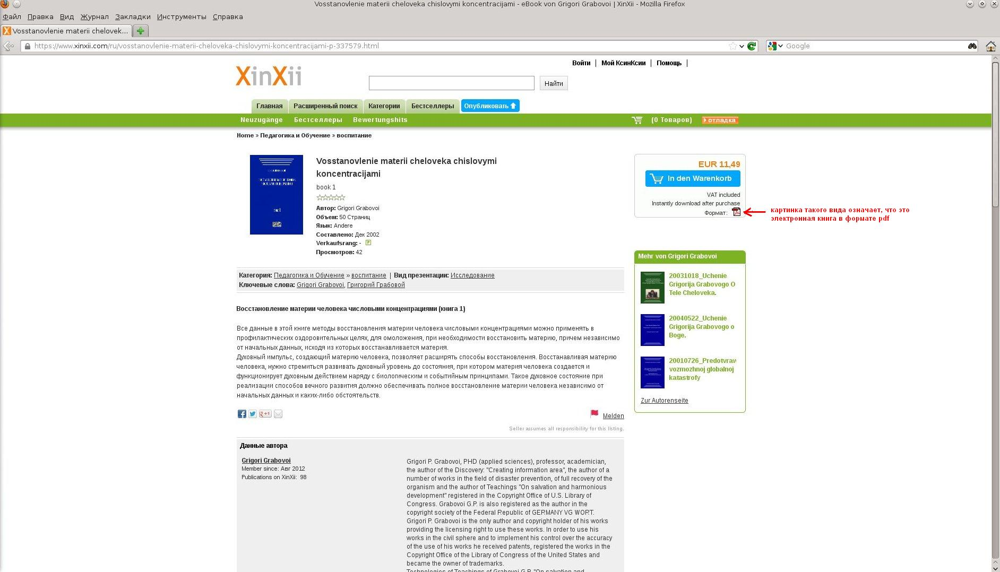 Vosstanovlenie materii cheloveka chislovymi koncentracijami - eBook von Grigori Grabovoi | XinXii - Mozilla Firefox
Файл Правка Вид Журнал Закладки Инструменты Справка
Vosstanovlenie materii chelovek...
https://www.xinxii.com/ru/vosstanovlenie-materii-cheloveka-chislovymi-koncentracijami-p-337579.html
Google
Войти | Мой КсинКсии | Помощь |
XinXii
Найти
Главная Расширенный поиск Категории Бестселлеры Опубликовать
Neuzugänge Бестселлеры Bewertungshits (0 Товаров) отладка
Home » Педагогика и Обучение » воспитание
Vosstanovlenie materii cheloveka chislovymi
koncentracijami
book 1
Автор: Grigori Grabovoi
Объем: 50 Страниц
Язык: Andere
Составлено: Дек 2002
Verkaufsrang: -
Просмотров: 42
том 1
EUR 11,49
In den Warenkorb
VAT included
Instantly download after purchase
Формат:
картинка такого вида означает, что это
электронная книга в формате pdf
Категория: Педагогика и Обучение » воспитание | Вид презентации: Исследование
Ключевые слова: Grigori Grabovoi, Григорий Грабовой
Восстановление материи человека числовыми концентрациями (книга 1)
Все данные в этой книге методы восстановления материи человека числовыми концентрациями можно применять в
профилактических оздоровительных целях, для омоложения, при необходимости восстановить материю, причем независимо
от начальных данных, исходя из которых восстанавливается материя.
Духовный импульс, создающий материю человека, позволяет расширять способы восстановления. Восстанавливая материю
человека, нужно стремиться развивать духовный уровень до состояния, при котором материя человека создается и
функционирует духовным действием наряду с биологическим и событийным принципами. Такое духовное состояние при
реализации способов вечного развития должно обеспечивать полное восстановление материи человека независимо от
начальных данных и каких-либо обстоятельств.
+1
Melden
Seller assumes all responsibility for this listing.
Mehr von Grigori Grabovoi
20031018_Uchenie
Grigorija Grabovogo O
Tele Cheloveka.
20040522_Uchenie
Grigorija Grabovogo o
Boge.
20010726_Predotvraw
vozmozhnoj globalnoj
katastrofy
Zur Autorenseite
Данные автора
Grigori Grabovoi
Member since: Авг 2012
Publications on XinXii: 98
Grigori P. Grabovoi, PHD (applied sciences), professor, academician,
the author of the Discovery: "Creating information area", the author of a
number of works in the field of disaster prevention, of full recovery of the
organism and the author of Teachings "On salvation and harmonious
development" registered in the Copyright Office of U.S. Library of
Congress. Grabovoi G.P. is also registered as the author in the
copyright society of the Federal Republic of GERMANY VG WORT.
Grigori P. Grabovoi is the only author and copyright holder of his works
providing the licensing right to use these works. In order to use his
works in the civil sphere and to implement his control over the accuracy
of the use of his works he received patents, registered the works in the
Copyright Office of the Library of Congress of the United States and
became the owner of trademarks.
Technologies of Teachings of Grabovoi G.P. "On salvation and